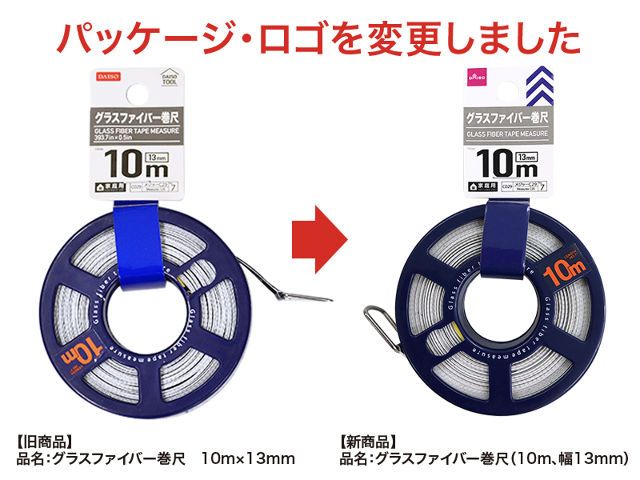 パッケージ・ロゴを変更しました
DAISO
DAISO
TOOL
グラスファイバー巻尺
GLASS FIBER TAPE MEASURE
393.7in×0.5in
10m
13mm
家庭用
7
Glass fiber tape measure
10m
DAISO
グラスファイバー巻尺
GLASS FIBER TAPE MEASURE
10m
13mm
家庭用
7
Glass fiber tape measure
10m
【旧商品】
品名:グラスファイバー巻尺　10m×13mm
【新商品】
品名:グラスファイバー巻尺(10m、幅13mm)